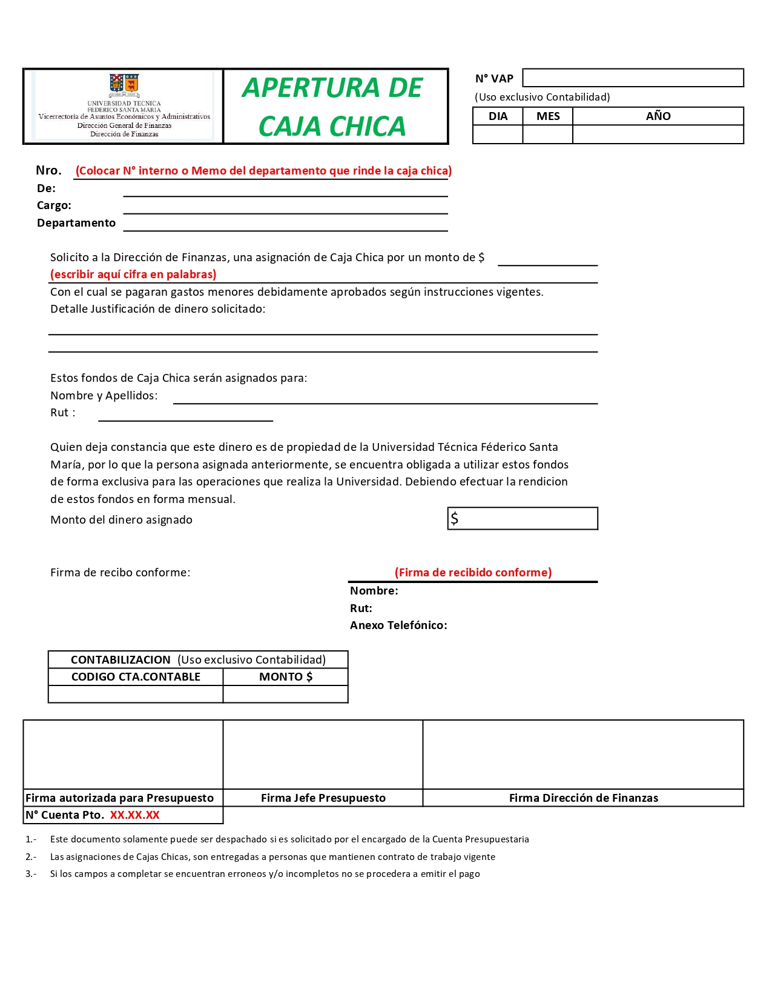 UNIVERSIDAD TECNICA
FEDERICO SANTA MARIA
Vicerrectoría de Asuntos Económicos y Administrativos
Dirección General de Finanzas
Dirección de Finanzas
APERTURA DE
CAJA CHICA
N° VAP
(Uso exclusivo Contabilidad)
DIA MES AÑO
Nro. (Colocar N° interno o Memo del departamento que rinde la caja chica)
De:
Cargo:
Departamento
Solicito a la Dirección de Finanzas, una asignación de Caja Chica por un monto de $
(escribir aquí cifra en palabras)
Con el cual se pagaran gastos menores debidamente aprobados según instrucciones vigentes.
Detalle Justificación de dinero solicitado:
Estos fondos de Caja Chica serán asignados para:
Nombre y Apellidos:
Rut :
Quien deja constancia que este dinero es de propiedad de la Universidad Técnica Féderico Santa
María, por lo que la persona asignada anteriormente, se encuentra obligada a utilizar estos fondos
de forma exclusiva para las operaciones que realiza la Universidad. Debiendo efectuar la rendicion
de estos fondos en forma mensual.
Monto del dinero asignado $
Firma de recibo conforme: (Firma de recibido conforme)
Nombre:
Rut:
Anexo Telefónico:
CONTABILIZACION (Uso exclusivo Contabilidad)
CODIGO CTA.CONTABLE MONTO $
Firma autorizada para Presupuesto Firma Jefe Presupuesto Firma Dirección de Finanzas
N° Cuenta Pto. XX.XX.XX
1.- Este documento solamente puede ser despachado si es solicitado por el encargado de la Cuenta Presupuestaria
2.- Las asignaciones de Cajas Chicas, son entregadas a personas que mantienen contrato de trabajo vigente
3.- Si los campos a completar se encuentran erroneos y/o incompletos no se procedera a emitir el pago